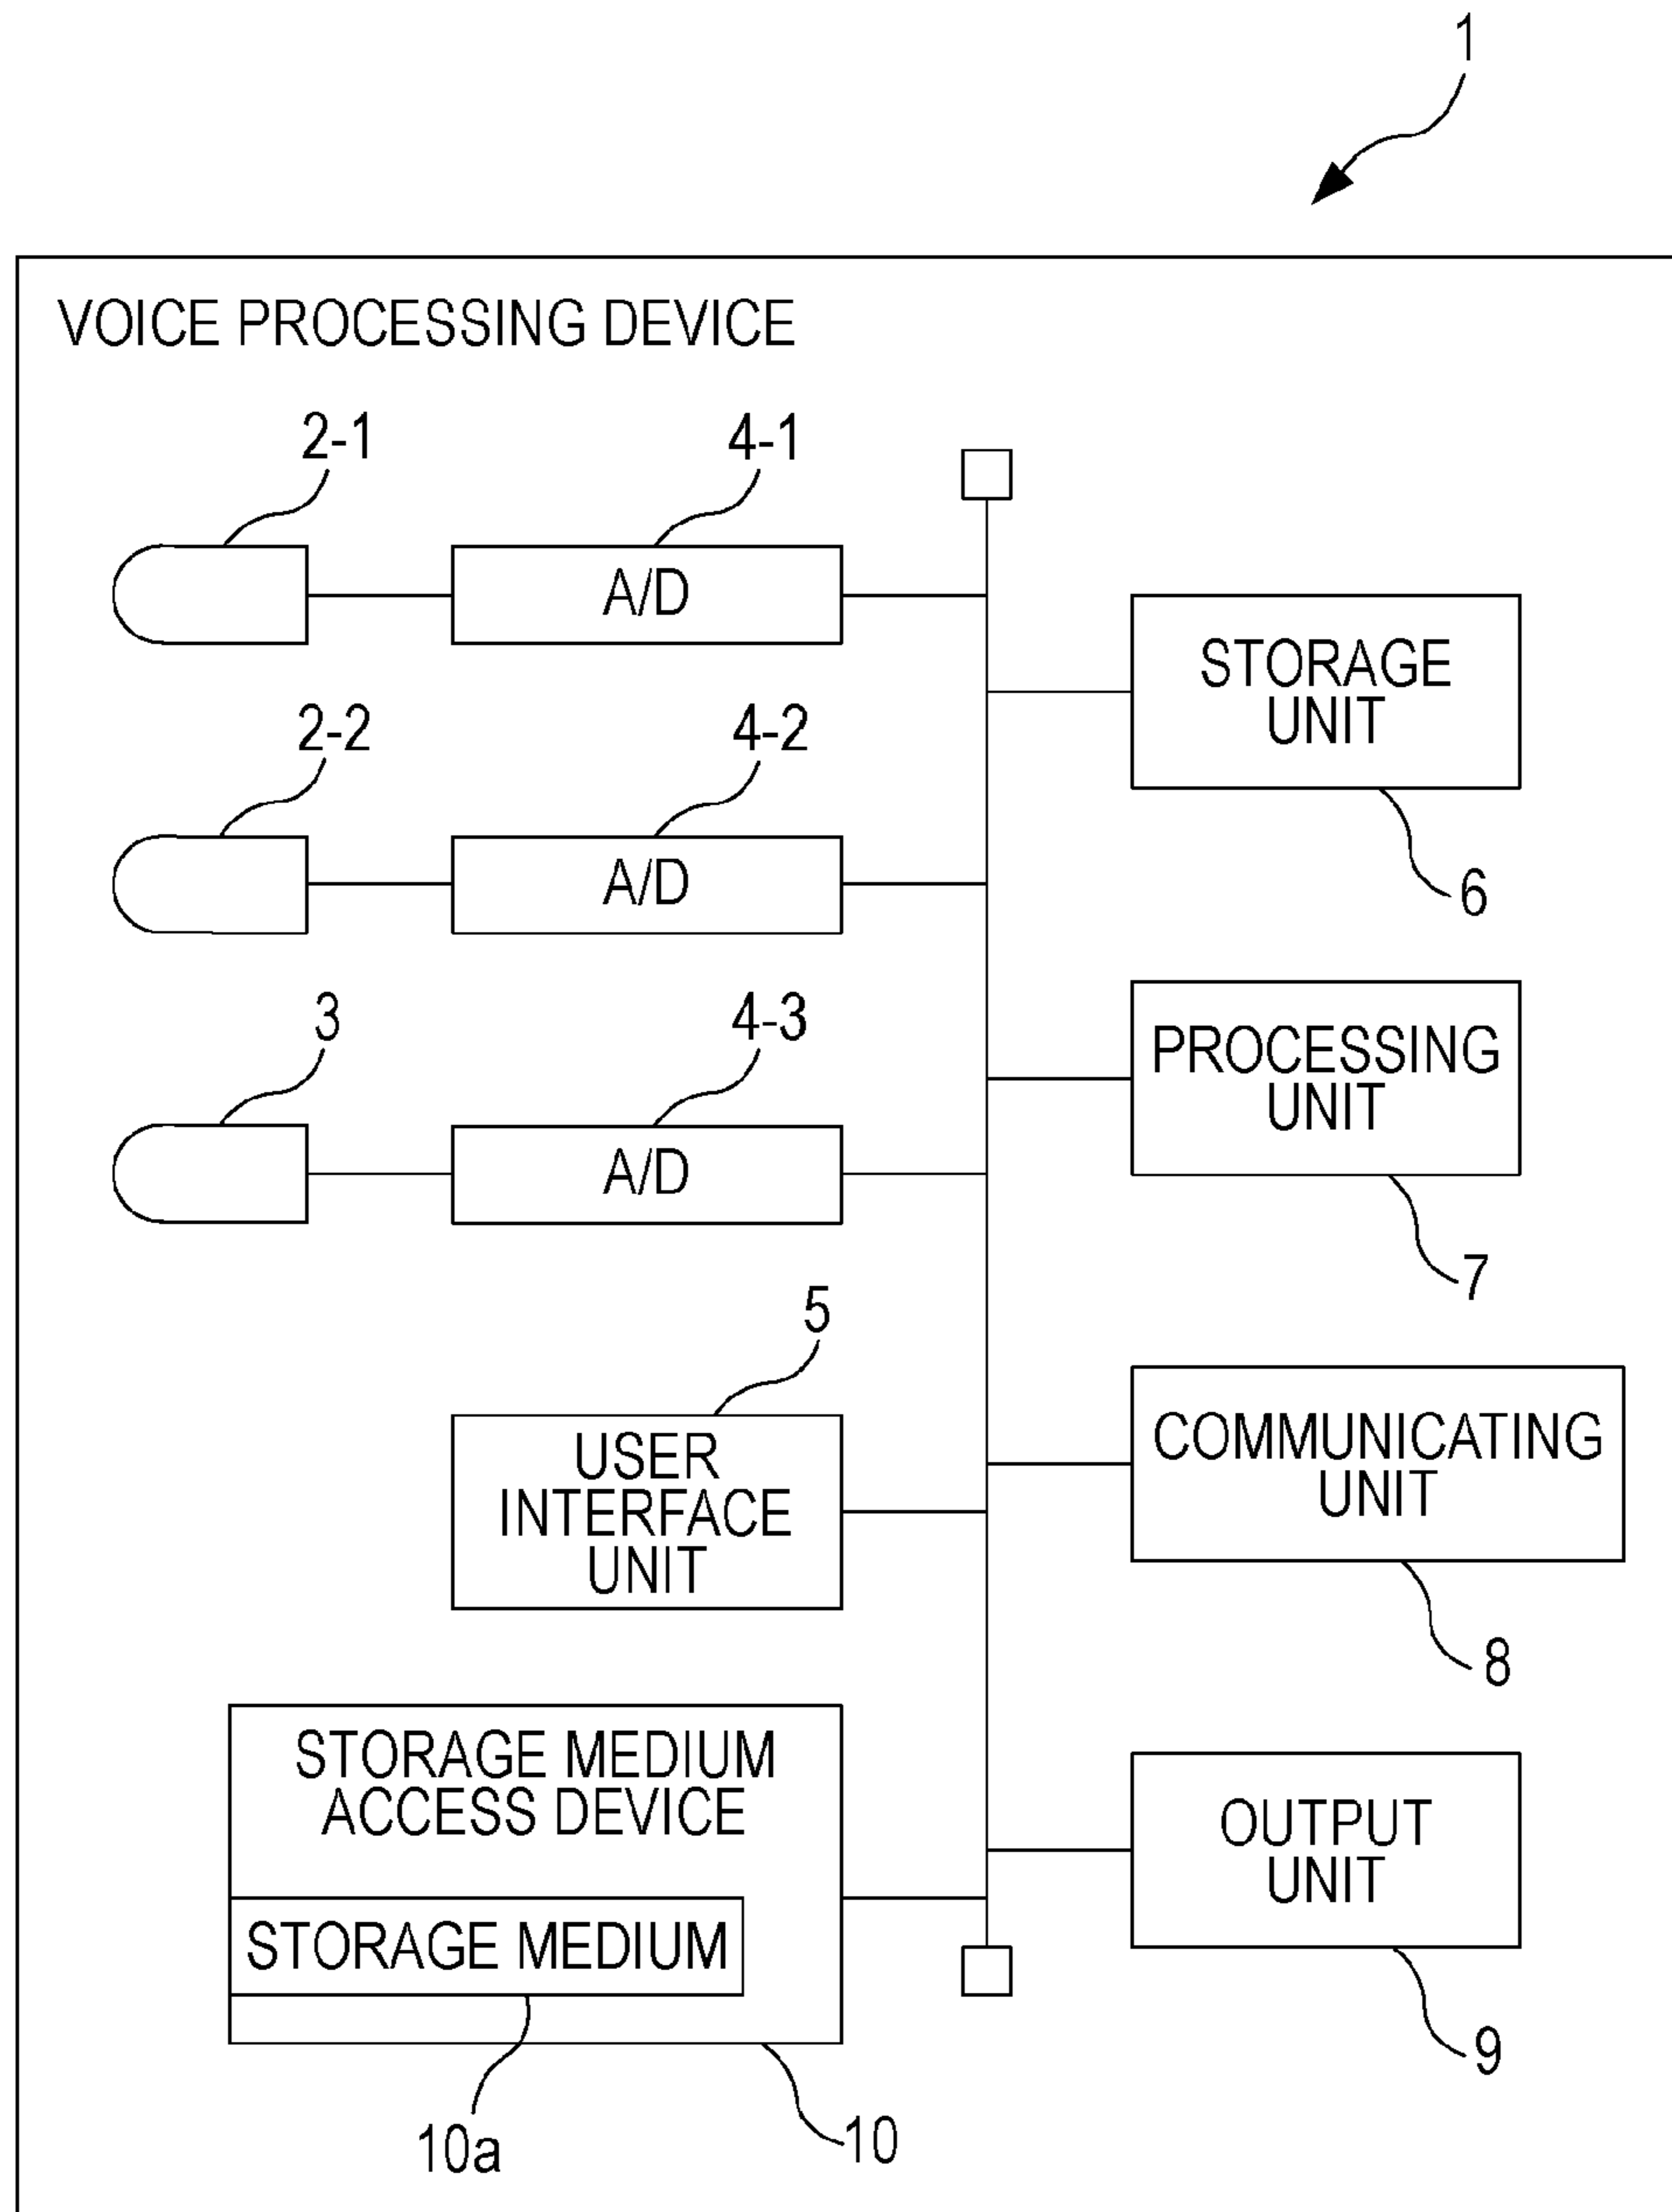 1
VOICE PROCESSING DEVICE
2-1
4-1
A/D
STORAGE
UNIT
6
2-2
4-2
A/D
PROCESSING
UNIT
7
3
4-3
A/D
5
USER
INTERFACE
UNIT
COMMUNICATING
UNIT
8
STORAGE MEDIUM
ACCESS DEVICE
STORAGE MEDIUM
10a
10
OUTPUT
UNIT
9